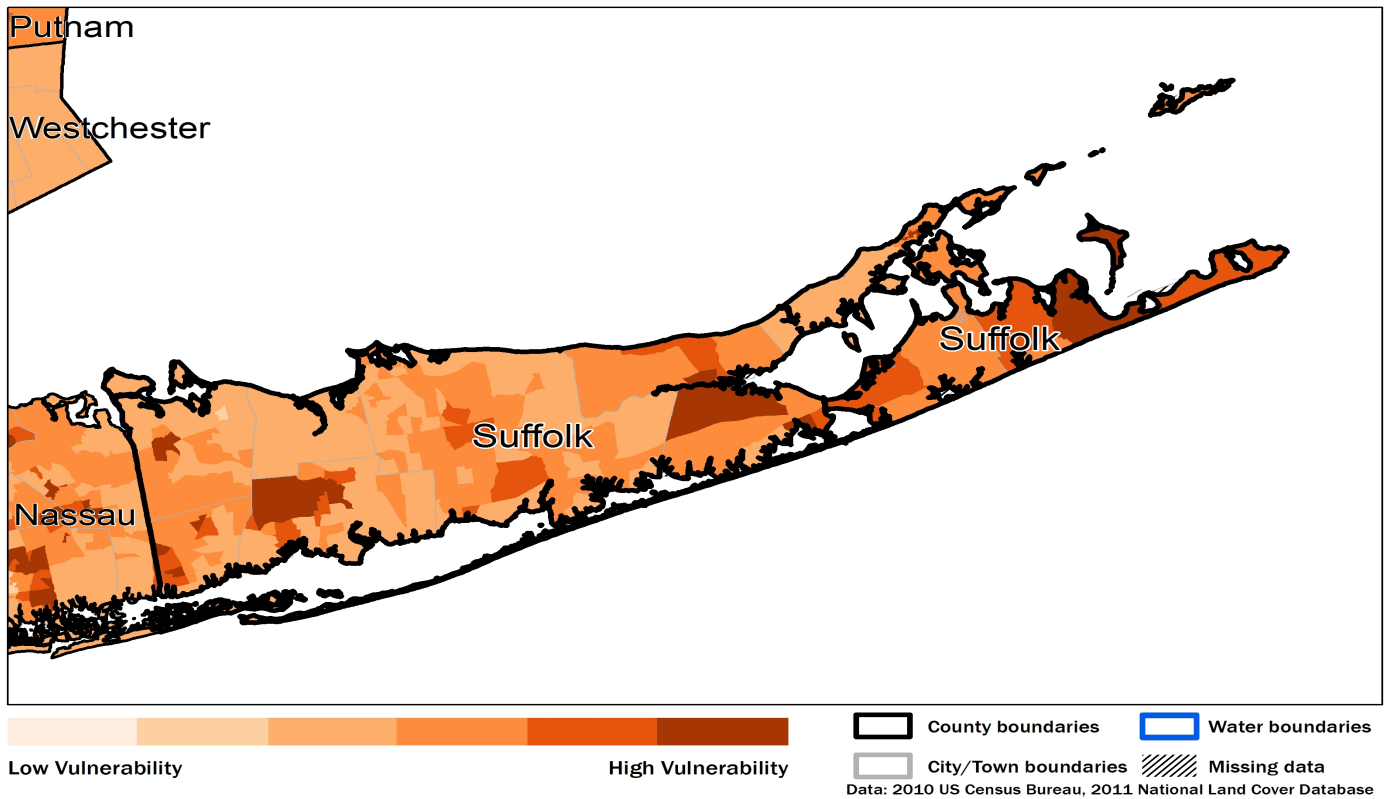 Putnam
Westchester
Suffolk
Suffolk
Nassau
County boundaries
Water boundaries
Low Vulnerability
High Vulnerability
City/Town boundaries
Missing data
Data: 2010 US Census Bureau, 2011 National Land Cover Database